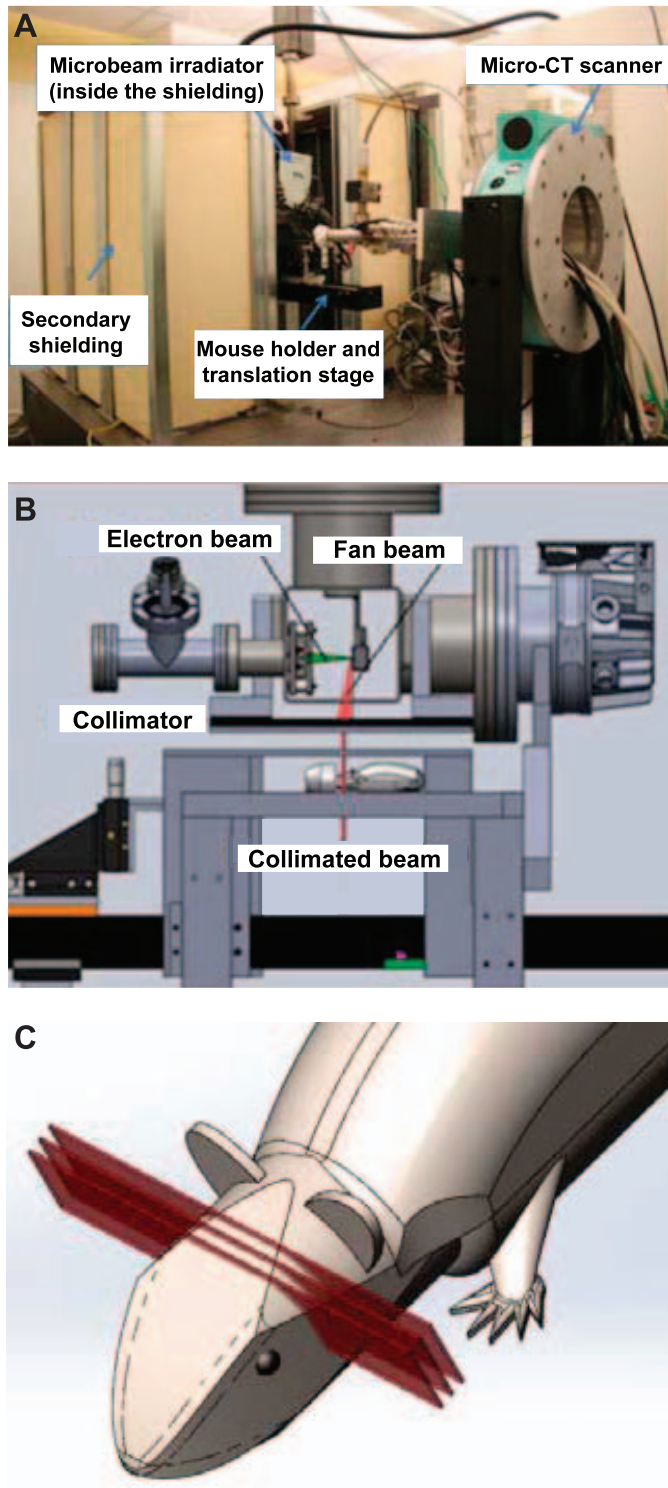 A
Microbeam irradiator
(inside the shielding)
Micro-CT scanner
Secondary
shielding
Mouse holder and
translation stage
B
Electron beam
Fan beam
Collimator
Collimated beam
C